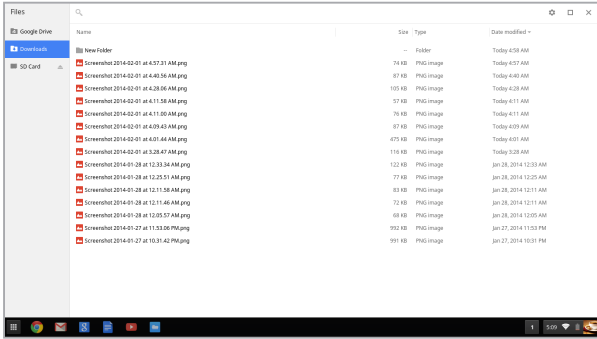 Files
Google Drive
Downloads
SD Card
Name Size Type Date modified
New Folder -- Folder Today 4:58 AM
Screenshot 2014-02-01 at 4.57.31 AM.png 74 KB PNG image Today 4:57 AM
Screenshot 2014-02-01 at 4.40.56 AM.png 87 KB PNG image Today 4:40 AM
Screenshot 2014-02-01 at 4.28.06 AM.png 105 KB PNG image Today 4:28 AM
Screenshot 2014-02-01 at 4.11.58 AM.png 57 KB PNG image Today 4:11 AM
Screenshot 2014-02-01 at 4.11.00 AM.png 76 KB PNG image Today 4:11 AM
Screenshot 2014-02-01 at 4.09.43 AM.png 87 KB PNG image Today 4:09 AM
Screenshot 2014-02-01 at 4.01.44 AM.png 475 KB PNG image Today 4:01 AM
Screenshot 2014-02-01 at 3.28.47 AM.png 116 KB PNG image Today 3:28 AM
Screenshot 2014-01-28 at 12.33.34 AM.png 122 KB PNG image Jan 28, 2014 12:33 AM
Screenshot 2014-01-28 at 12.25.51 AM.png 77 KB PNG image Jan 28, 2014 12:25 AM
Screenshot 2014-01-28 at 12.11.58 AM.png 83 KB PNG image Jan 28, 2014 12:11 AM
Screenshot 2014-01-28 at 12.11.46 AM.png 72 KB PNG image Jan 28, 2014 12:11 AM
Screenshot 2014-01-28 at 12.05.57 AM.png 68 KB PNG image Jan 28, 2014 12:05 AM
Screenshot 2014-01-27 at 11.53.06 PM.png 992 KB PNG image Jan 27, 2014 11:53 PM
Screenshot 2014-01-27 at 10.31.42 PM.png 991 KB PNG image Jan 27, 2014 10:31 PM
8 1 5:09